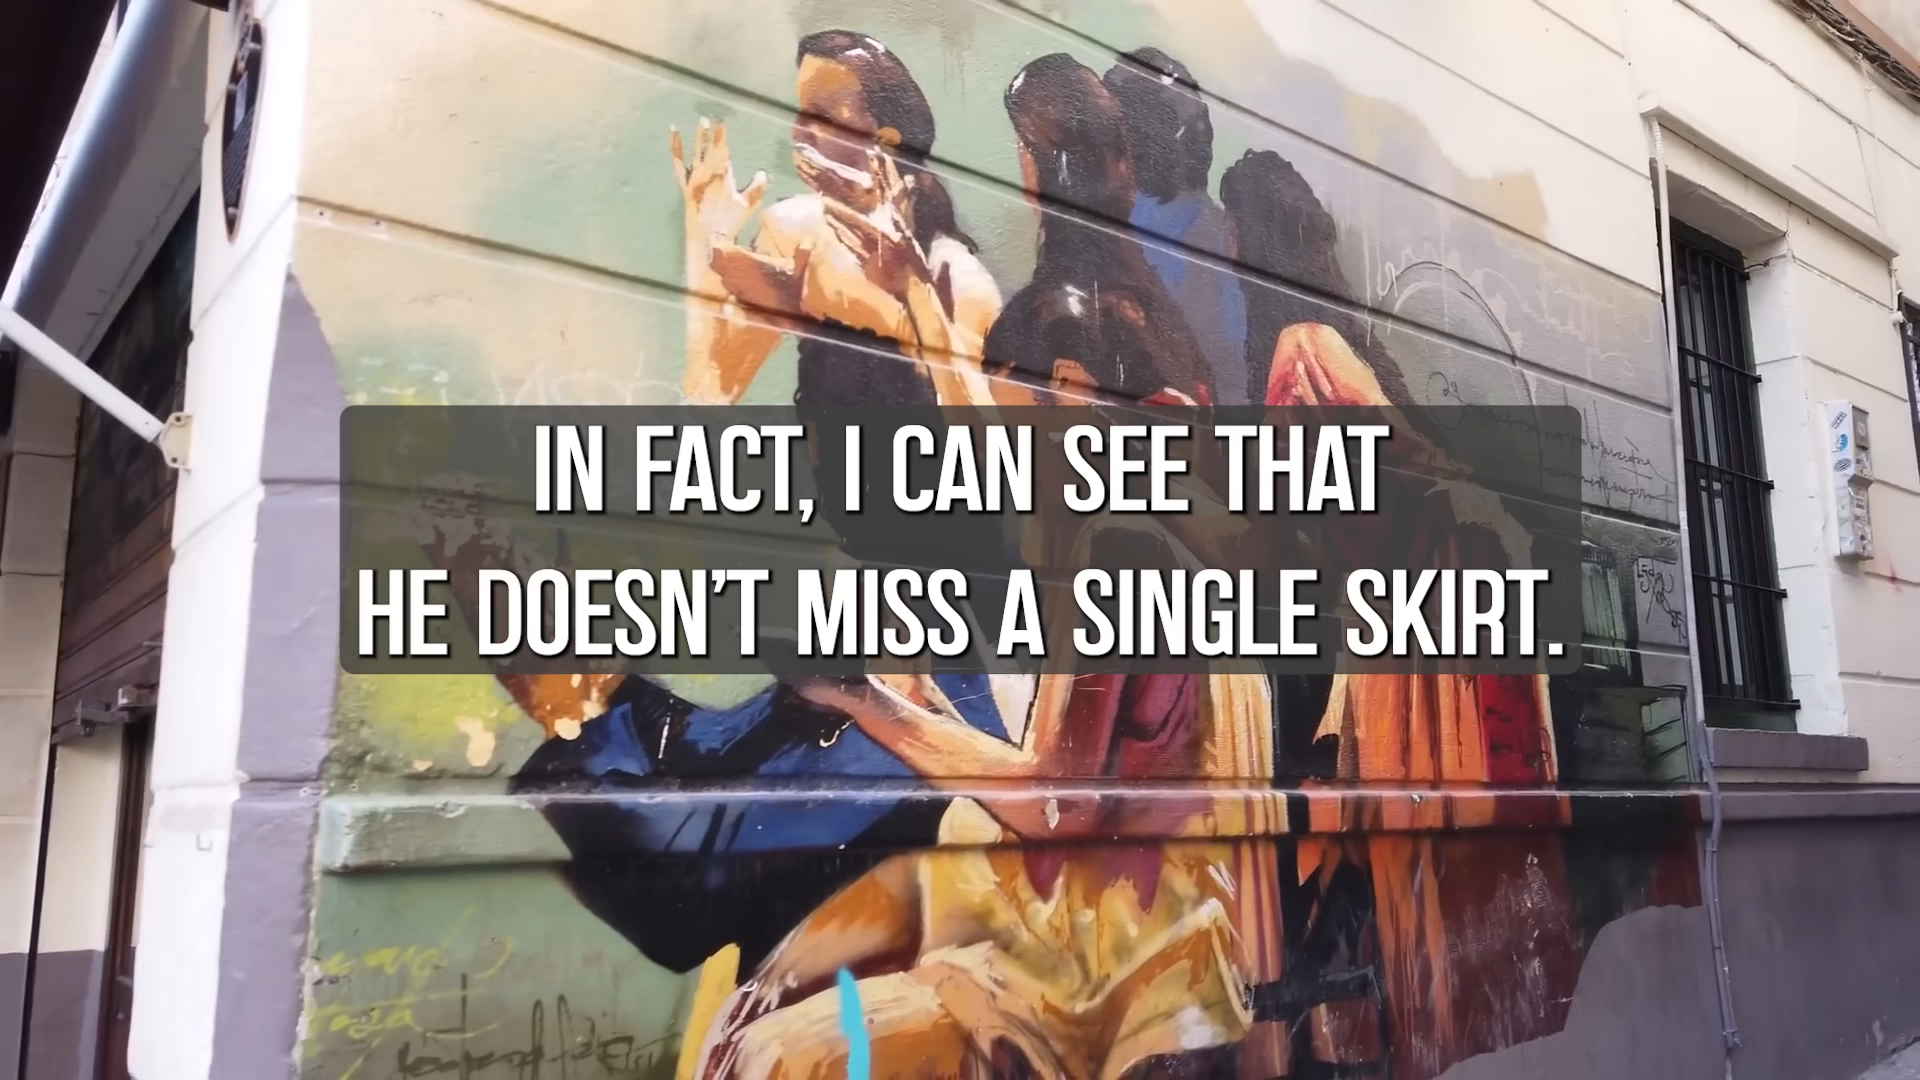 IN FACT, I CAN SEE THAT
HE DOESN'T MISS A SINGLE SKIRT.